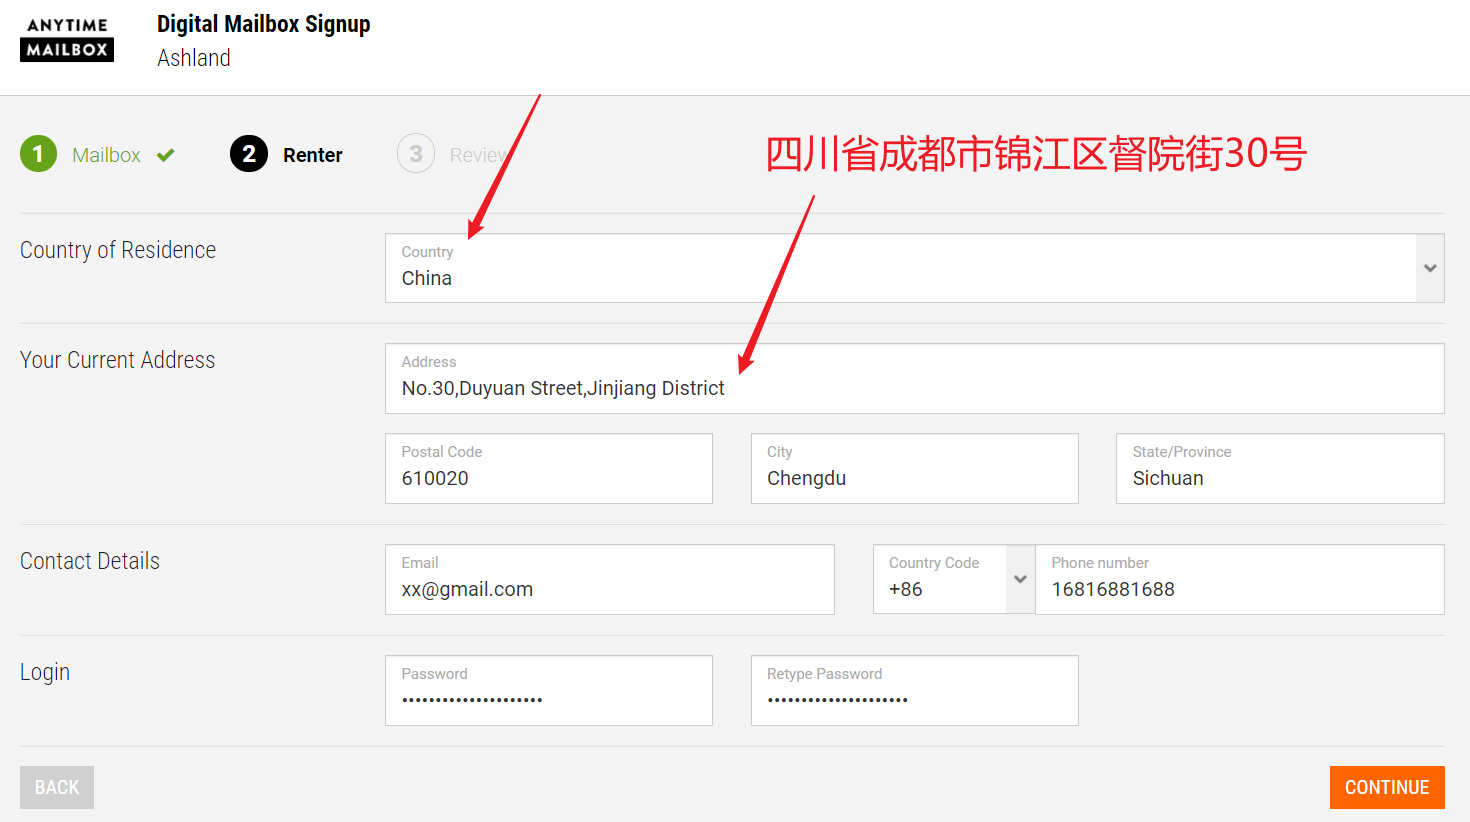 ANYTIME
MAILBOX
Digital Mailbox Signup
Ashland
1 Mailbox
2 Renter
3 Review
四川省成都市锦江区督院街30号
Country of Residence
Country
China
Your Current Address
Address
No.30,Duyuan Street,Jinjiang District
Postal Code
610020
City
Chengdu
State/Province
Sichuan
Contact Details
Email
xx@gmail.com
Country Code
+86
Phone number
16816881688
Login
Password
•••••••••••••••••••••
Retype Password
•••••••••••••••••••••
BACK
CONTINUE